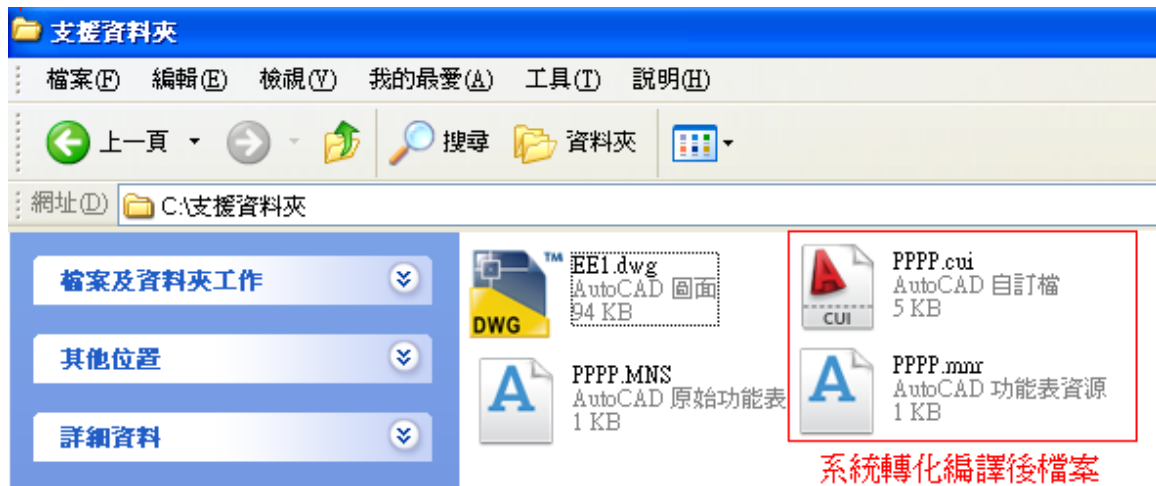 支援資料夾
檔案(F) 編輯(E) 檢視(V) 我的最愛(A) 工具(T) 說明(H)
上一頁 搜尋 資料夾
網址(D) C:\支援資料夾
檔案及資料夾工作
其他位置
詳細資料
DWG
TM
EE1.dwg
AutoCAD 圖面
94 KB
CUI
PPPP.cui
AutoCAD 自訂檔
5 KB
A
PPPP.MNS
AutoCAD 原始功能表
1 KB
A
PPPP.mnr
AutoCAD 功能表資源
1 KB
系統轉化編譯後檔案